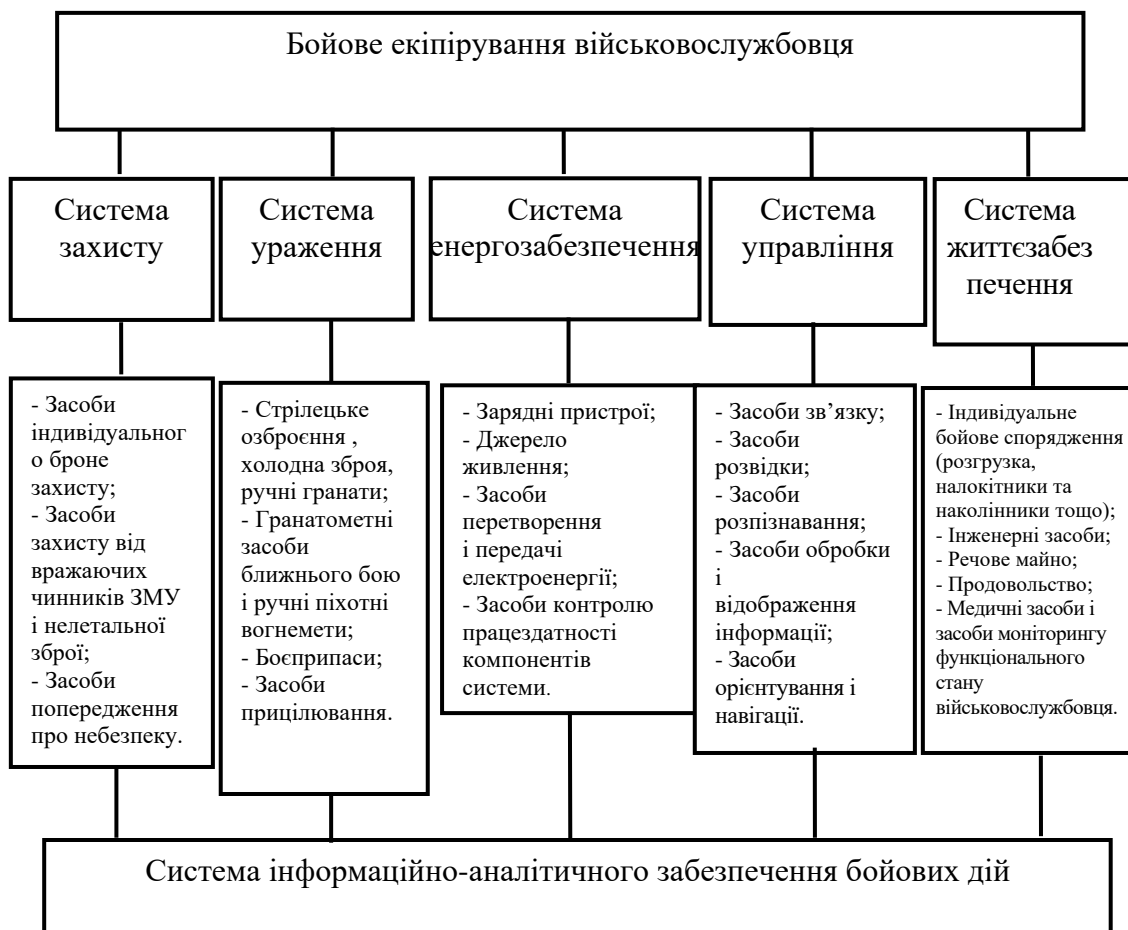 Бойове екіпірування військовослужбовця
Система
захисту
Система
ураження
Система
енергозабезпечення
Система
управління
Система
життєзабез
печення
- Засоби
індивідуальног
о броне
захисту;
- Засоби
захисту від
вражаючих
чинників ЗМУ
і нелетальної
зброї;
- Засоби
попередження
про небезпеку.
- Стрілецьке
озброєння ,
холодна зброя,
ручні гранати;
- Гранатометні
засоби
ближнього бою
і ручні піхотні
вогнемети;
- Боєприпаси;
- Засоби
прицілювання.
- Зарядні пристрої;
- Джерело
живлення;
- Засоби
перетворення
і передачі
електроенергії;
- Засоби контролю
працездатності
компонентів
системи.
- Засоби зв’язку;
- Засоби
розвідки;
- Засоби
розпізнавання;
- Засоби обробки
і
відображення
інформації;
- Засоби
орієнтування і
навігації.
- Індивідуальне
бойове спорядження
(розгрузка,
налокітники та
наколінники тощо);
- Інженерні засоби;
- Речове майно;
- Продовольство;
- Медичні засоби і
засоби моніторингу
функціонального
стану
військовослужбовця.
Система інформаційно-аналітичного забезпечення бойових дій